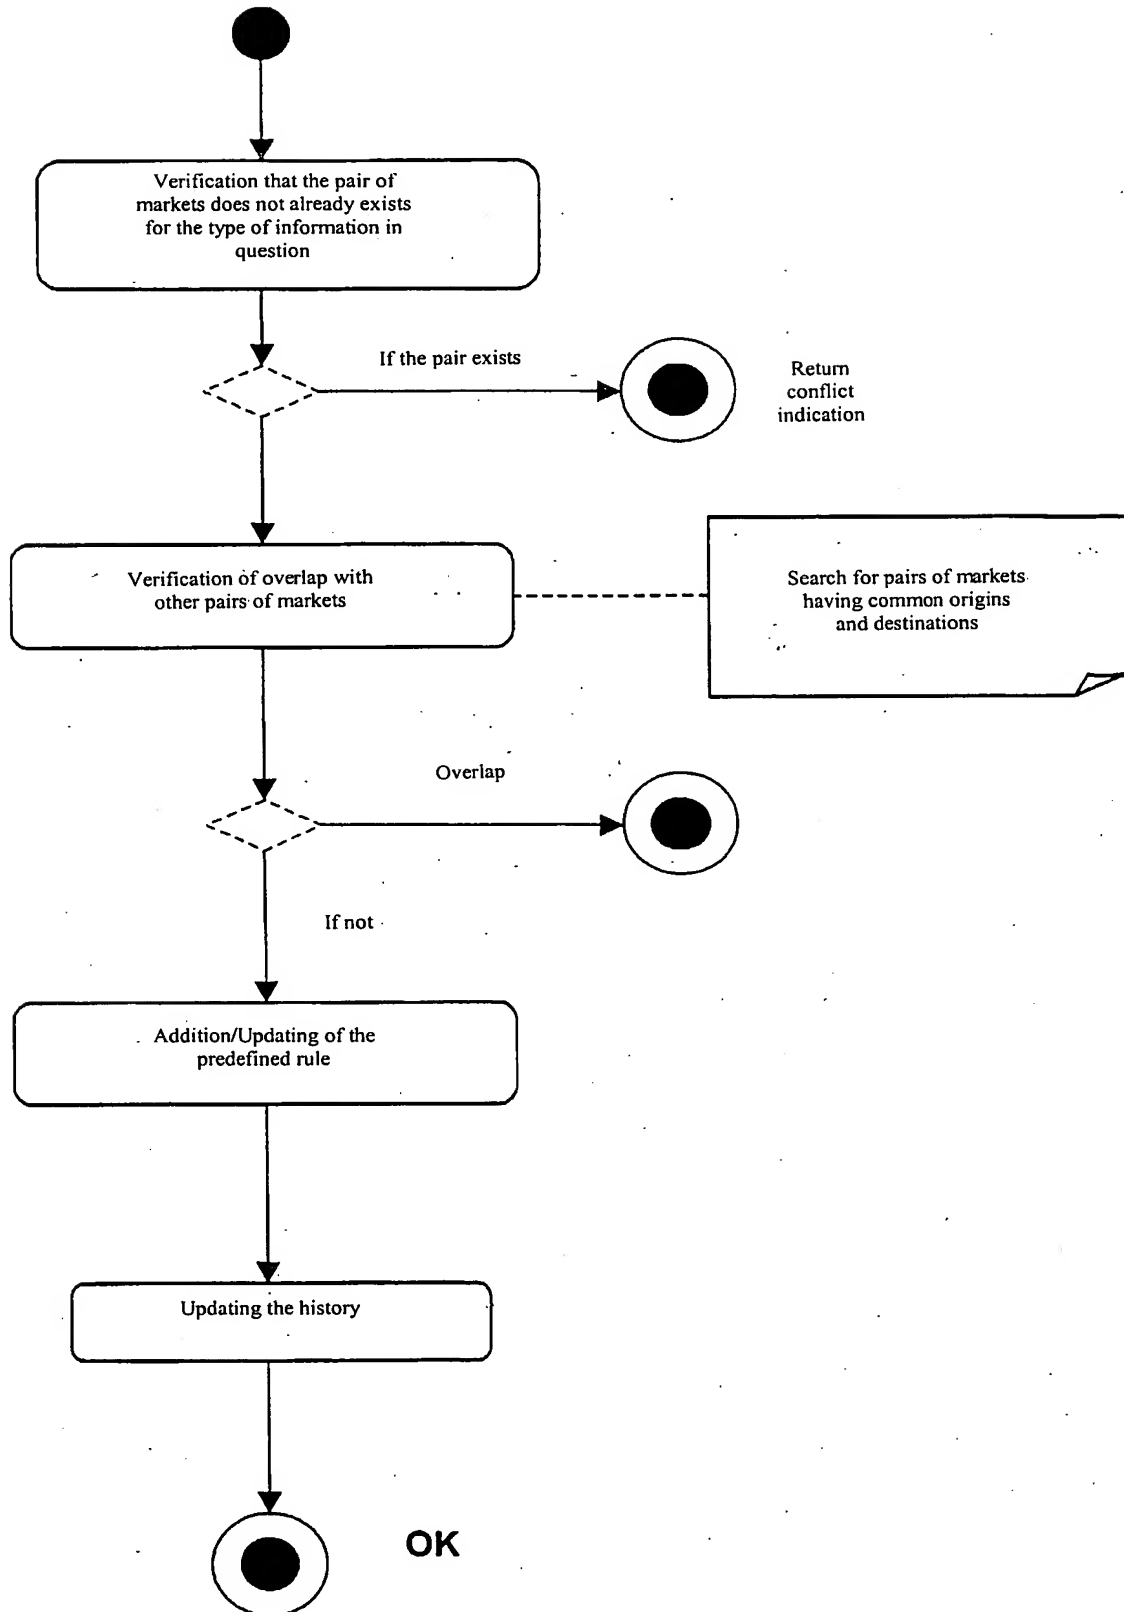 Verification that the pair of
markets does not already exists
for the type of information in
question
If the pair exists
Return
conflict
indication
Verification of overlap with
other pairs of markets
Search for pairs of markets
having common origins
and destinations
Overlap
If not
Addition/Updating of the
predefined rule
Updating the history
OK